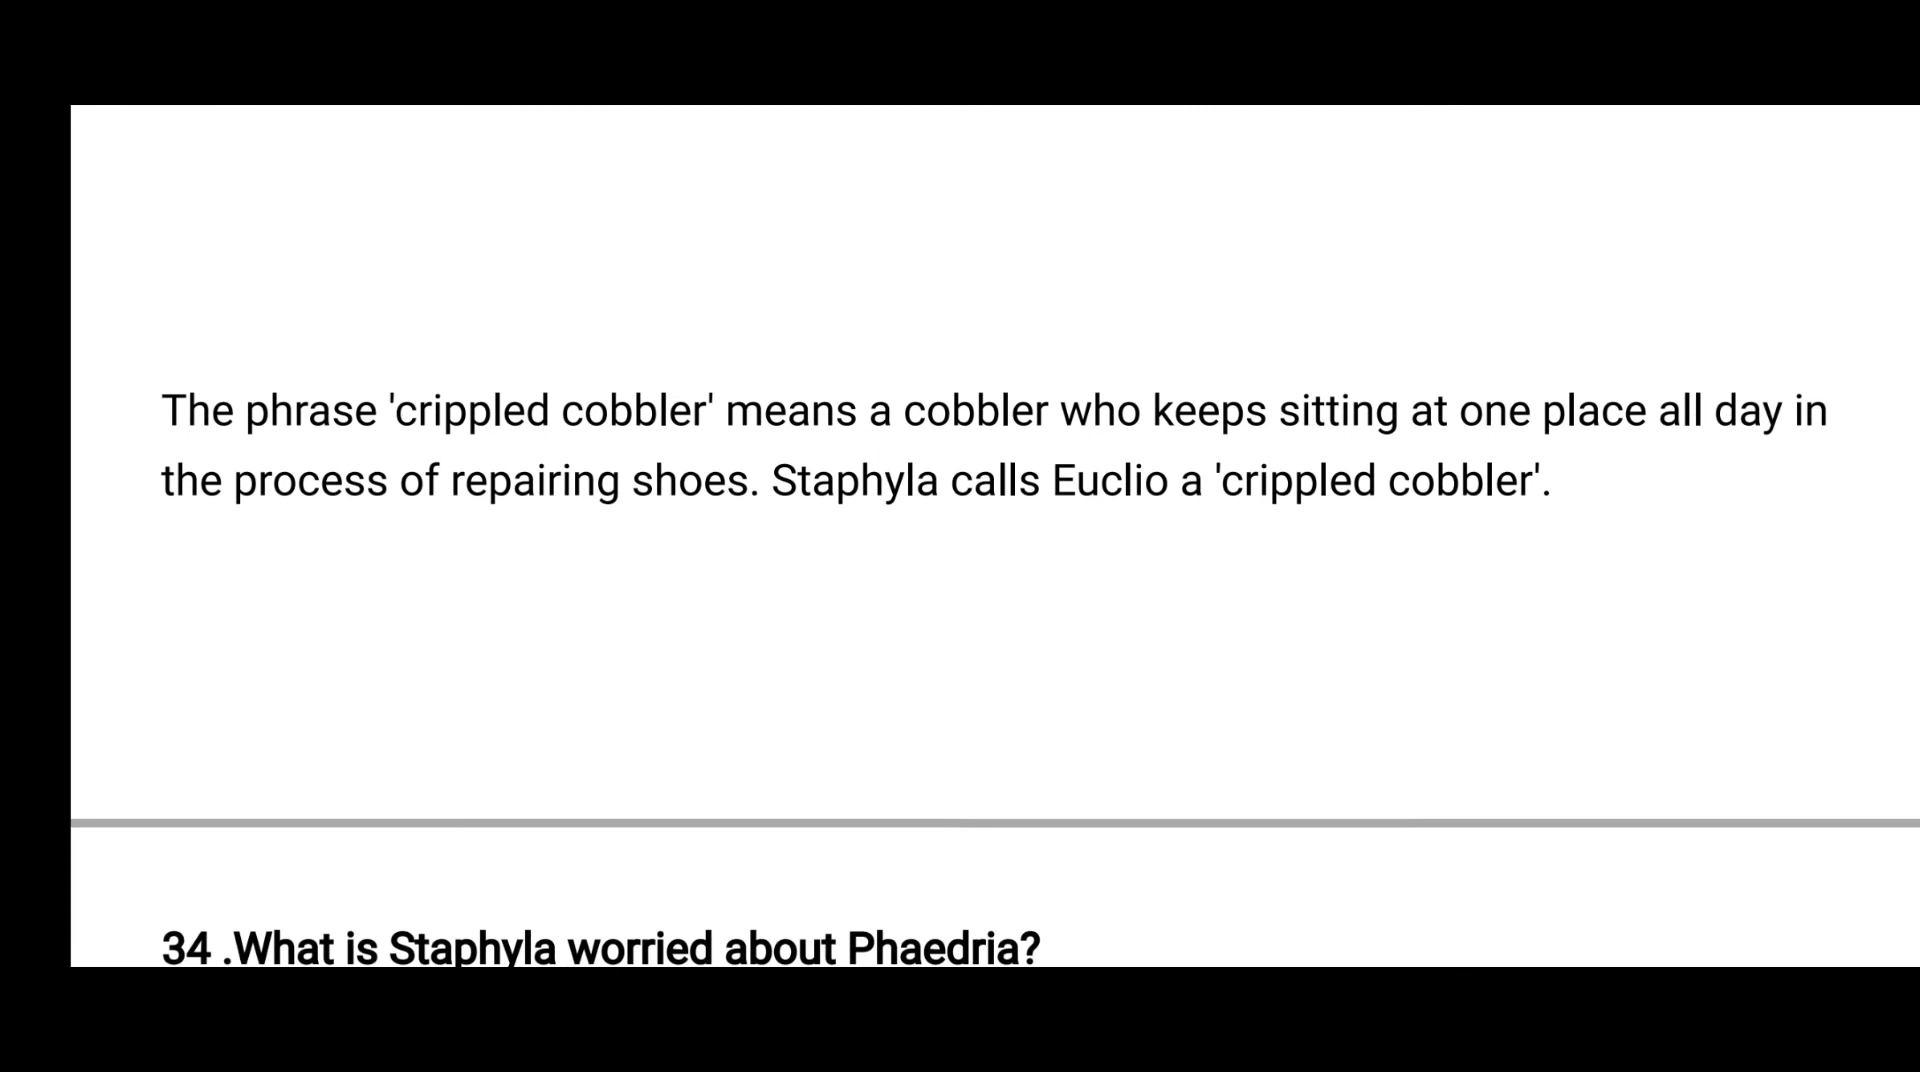 The phrase 'crippled cobbler' means a cobbler who keeps sitting at one place all day in
the process of repairing shoes. Staphyla calls Euclio a 'crippled cobbler'.
34 .What is Staphyla worried about Phaedria?